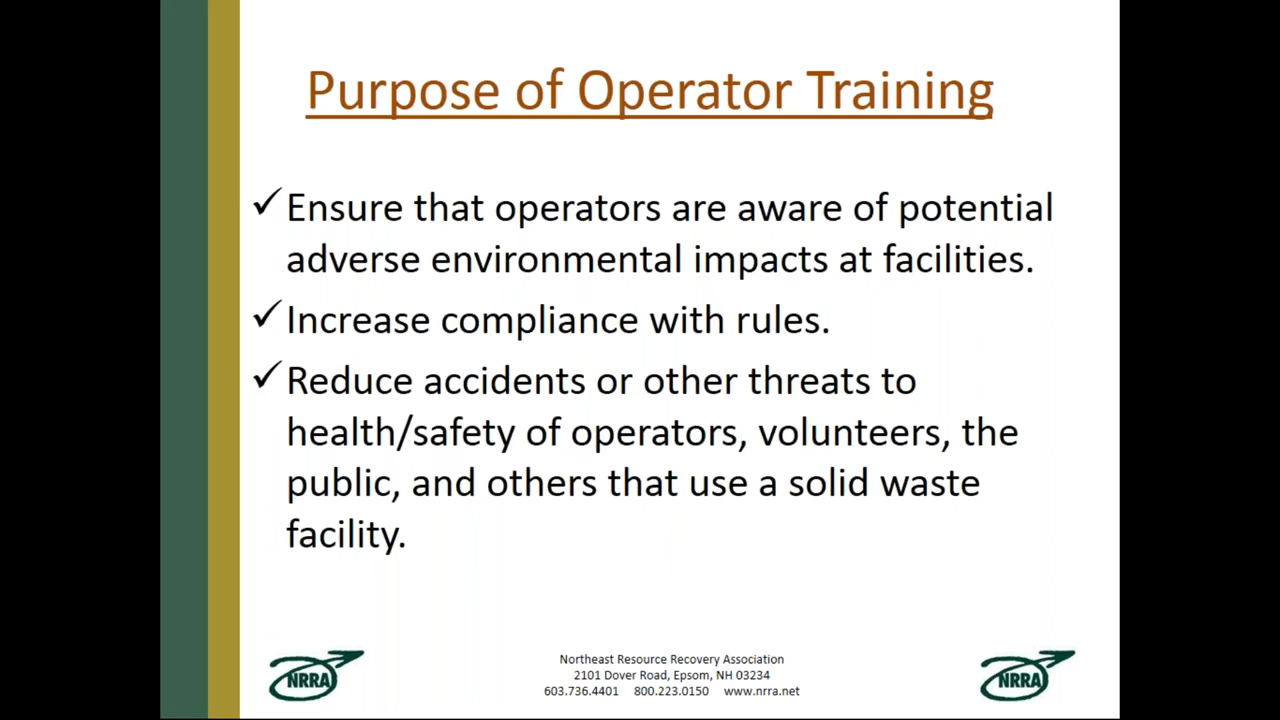 Purpose of Operator Training
✓Ensure that operators are aware of potential
adverse environmental impacts at facilities.
✓Increase compliance with rules.
✓Reduce accidents or other threats to
health/safety of operators, volunteers, the
public, and others that use a solid waste
facility.
NRRA
Northeast Resource Recovery Association
2101 Dover Road, Epsom, NH 03234
603.736.4401 800.223.0150 www.nrra.net
NRRA